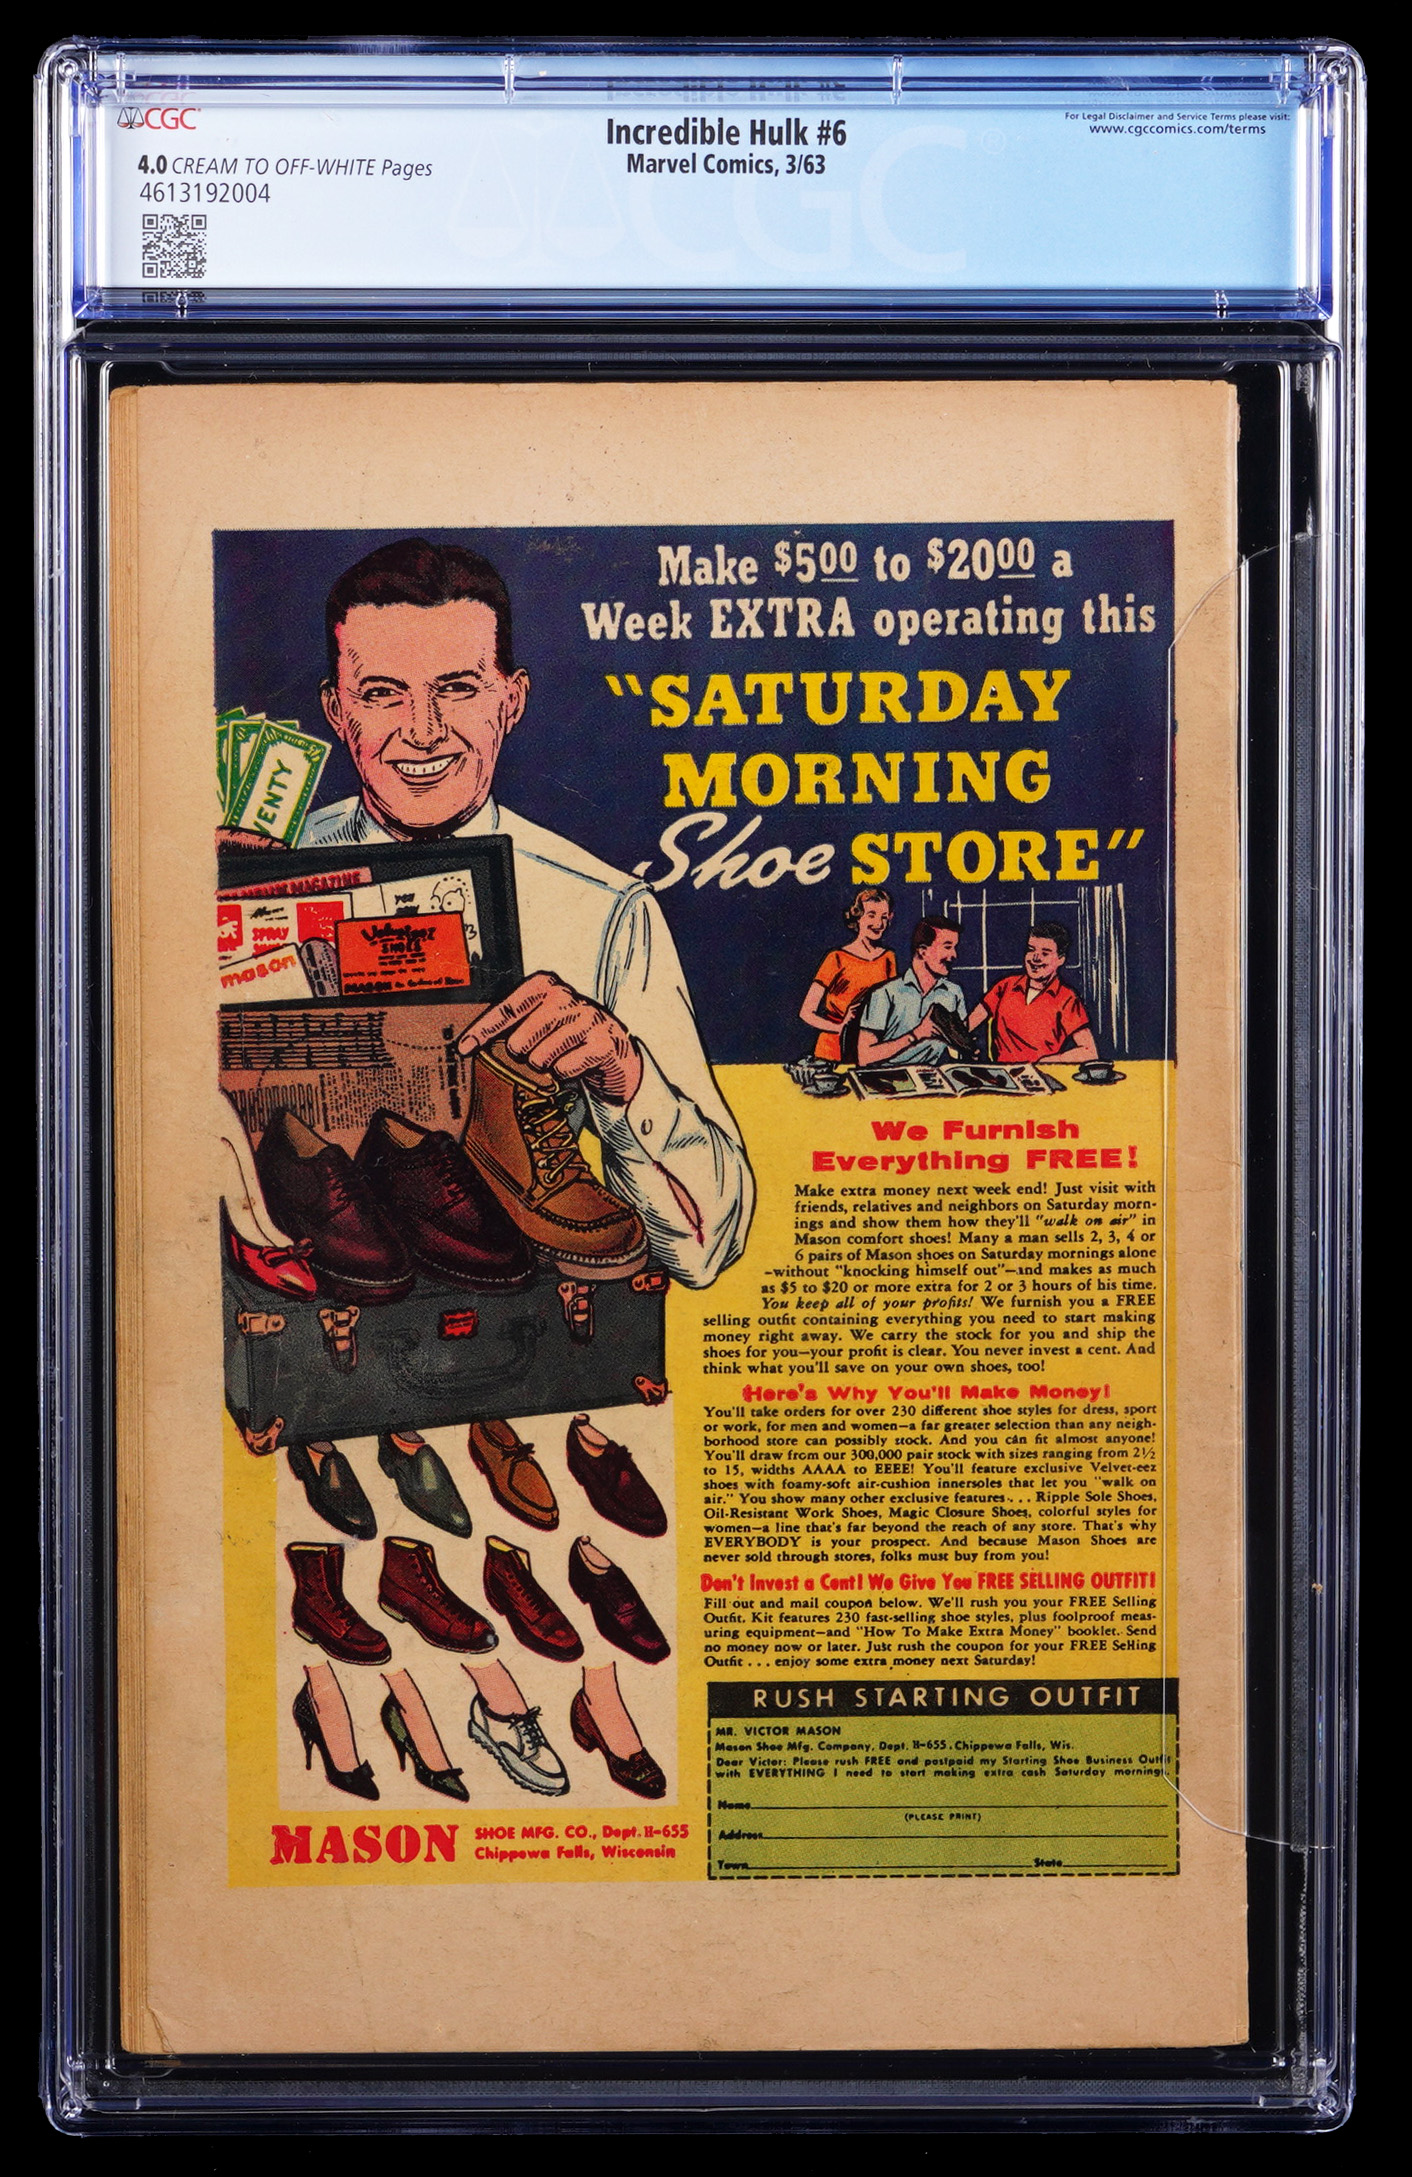 CGC
4.0 CREAM TO OFF-WHITE Pages
4613192004
Incredible Hulk #6
Marvel Comics, 3/63
For Legal Disclaimer and Service Terms please visit:
www.cgccomics.com/terms
Make $5.00 to $20.00 a
Week EXTRA operating this
"SATURDAY
MORNING
Shoe STORE"
VENTY
MAGAZINE
SPRAY
mason
Velveteez
SHOES
MASON
We Furnish
Everything FREE!
Make extra money next week end! Just visit with
friends, relatives and neighbors on Saturday morn-
ings and show them how they'll "walk on air" in
Mason comfort shoes! Many a man sells 2, 3, 4 or
6 pairs of Mason shoes on Saturday mornings alone
—without "knocking himself out"—and makes as much
as $5 to $20 or more extra for 2 or 3 hours of his time.
You keep all of your profits! We furnish you a FREE
selling outfit containing everything you need to start making
money right away. We carry the stock for you and ship the
shoes for you—your profit is clear. You never invest a cent. And
think what you'll save on your own shoes, too!
Here's Why You'll Make Money!
You'll take orders for over 230 different shoe styles for dress, sport
or work, for men and women—a far greater selection than any neigh-
borhood store can possibly stock. And you can fit almost anyone!
You'll draw from our 300,000 pair stock with sizes ranging from 2½
to 15, widths AAAA to EEEE! You'll feature exclusive Velvet-eez
shoes with foamy-soft air-cushion innersoles that let you "walk on
air." You show many other exclusive features . . . Ripple Sole Shoes,
Oil-Resistant Work Shoes, Magic Closure Shoes, colorful styles for
women—a line that's far beyond the reach of any store. That's why
EVERYBODY is your prospect. And because Mason Shoes are
never sold through stores, folks must buy from you!
Don't Invest a Cent! We Give You FREE SELLING OUTFIT!
Fill out and mail coupon below. We'll rush you your FREE Selling
Outfit. Kit features 230 fast-selling shoe styles, plus foolproof meas-
uring equipment—and "How To Make Extra Money" booklet. Send
no money now or later. Just rush the coupon for your FREE Selling
Outfit . . . enjoy some extra money next Saturday!
RUSH STARTING OUTFIT
MR. VICTOR MASON
Mason Shoe Mfg. Company, Dept. H-655, Chippewa Falls, Wis.
Dear Victor: Please rush FREE and postpaid my Starting Shoe Business Outfit
with EVERYTHING I need to start making extra cash Saturday mornings.
Name
(PLEASE PRINT)
Address
Town State
MASON SHOE MFG. CO., Dept. H-655
Chippewa Falls, Wisconsin